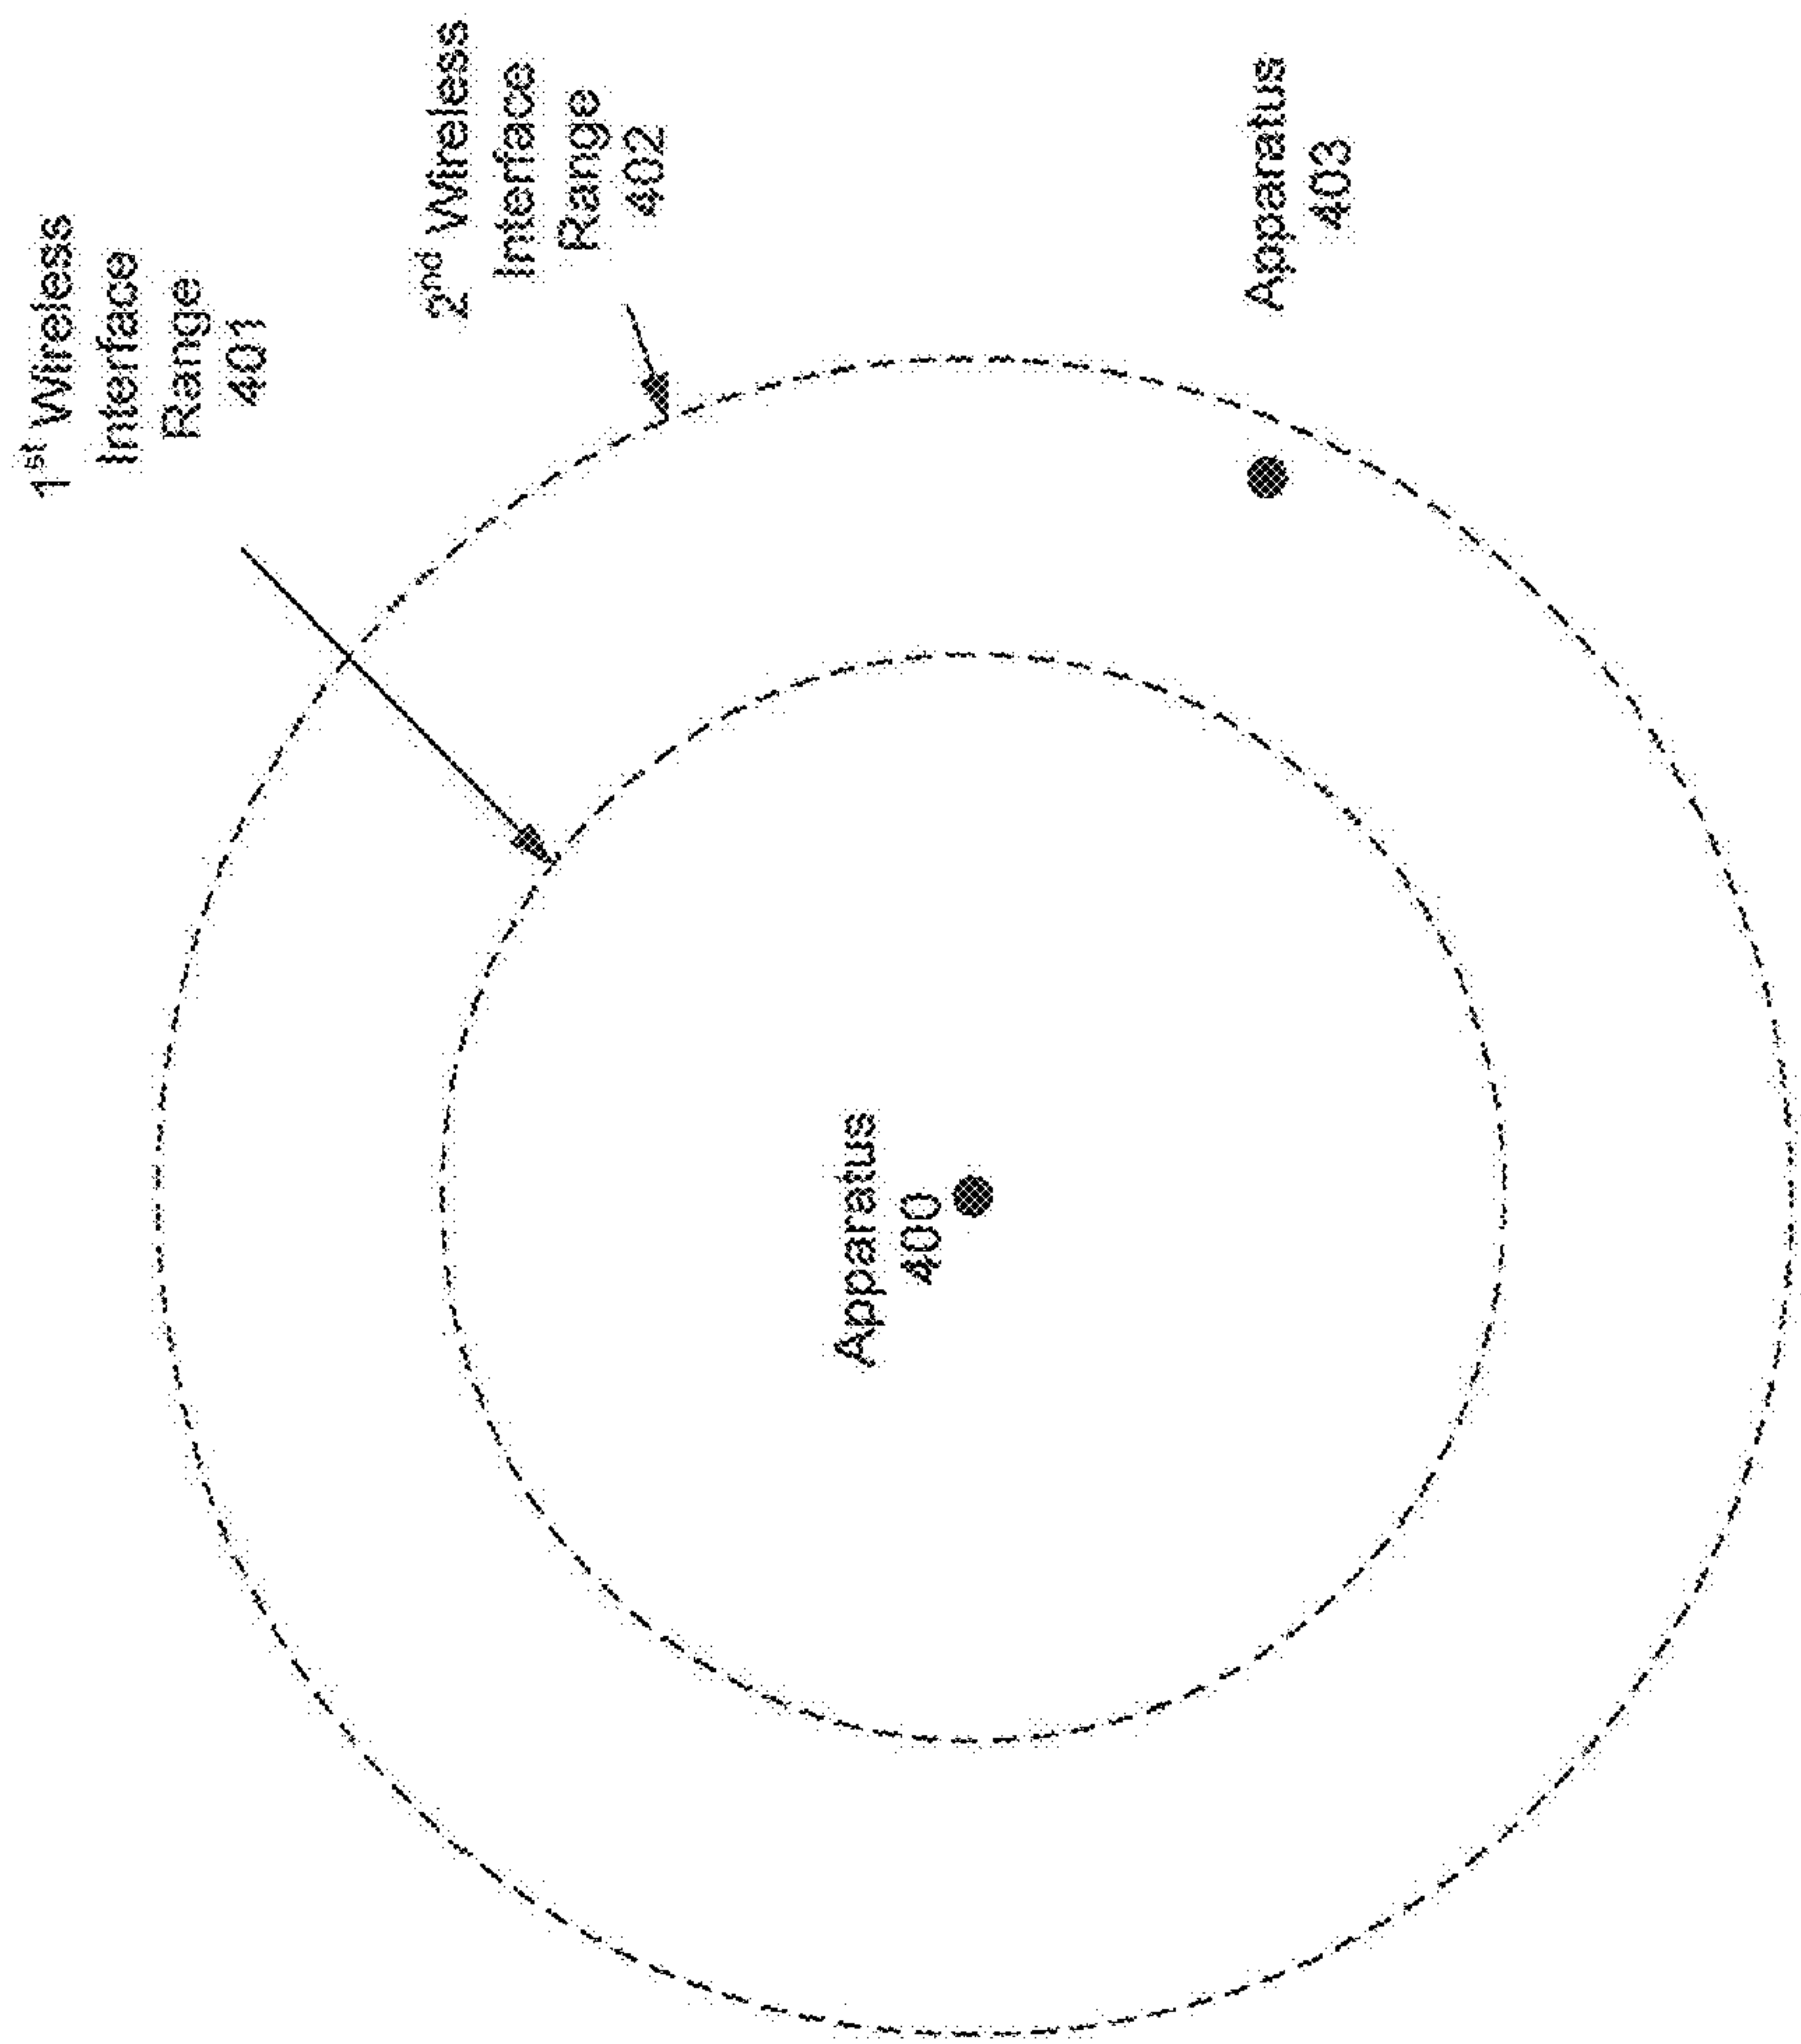 1st Wireless
Interface
Range
401
2nd Wireless
Interface
Range
402
Apparatus
400
Apparatus
403